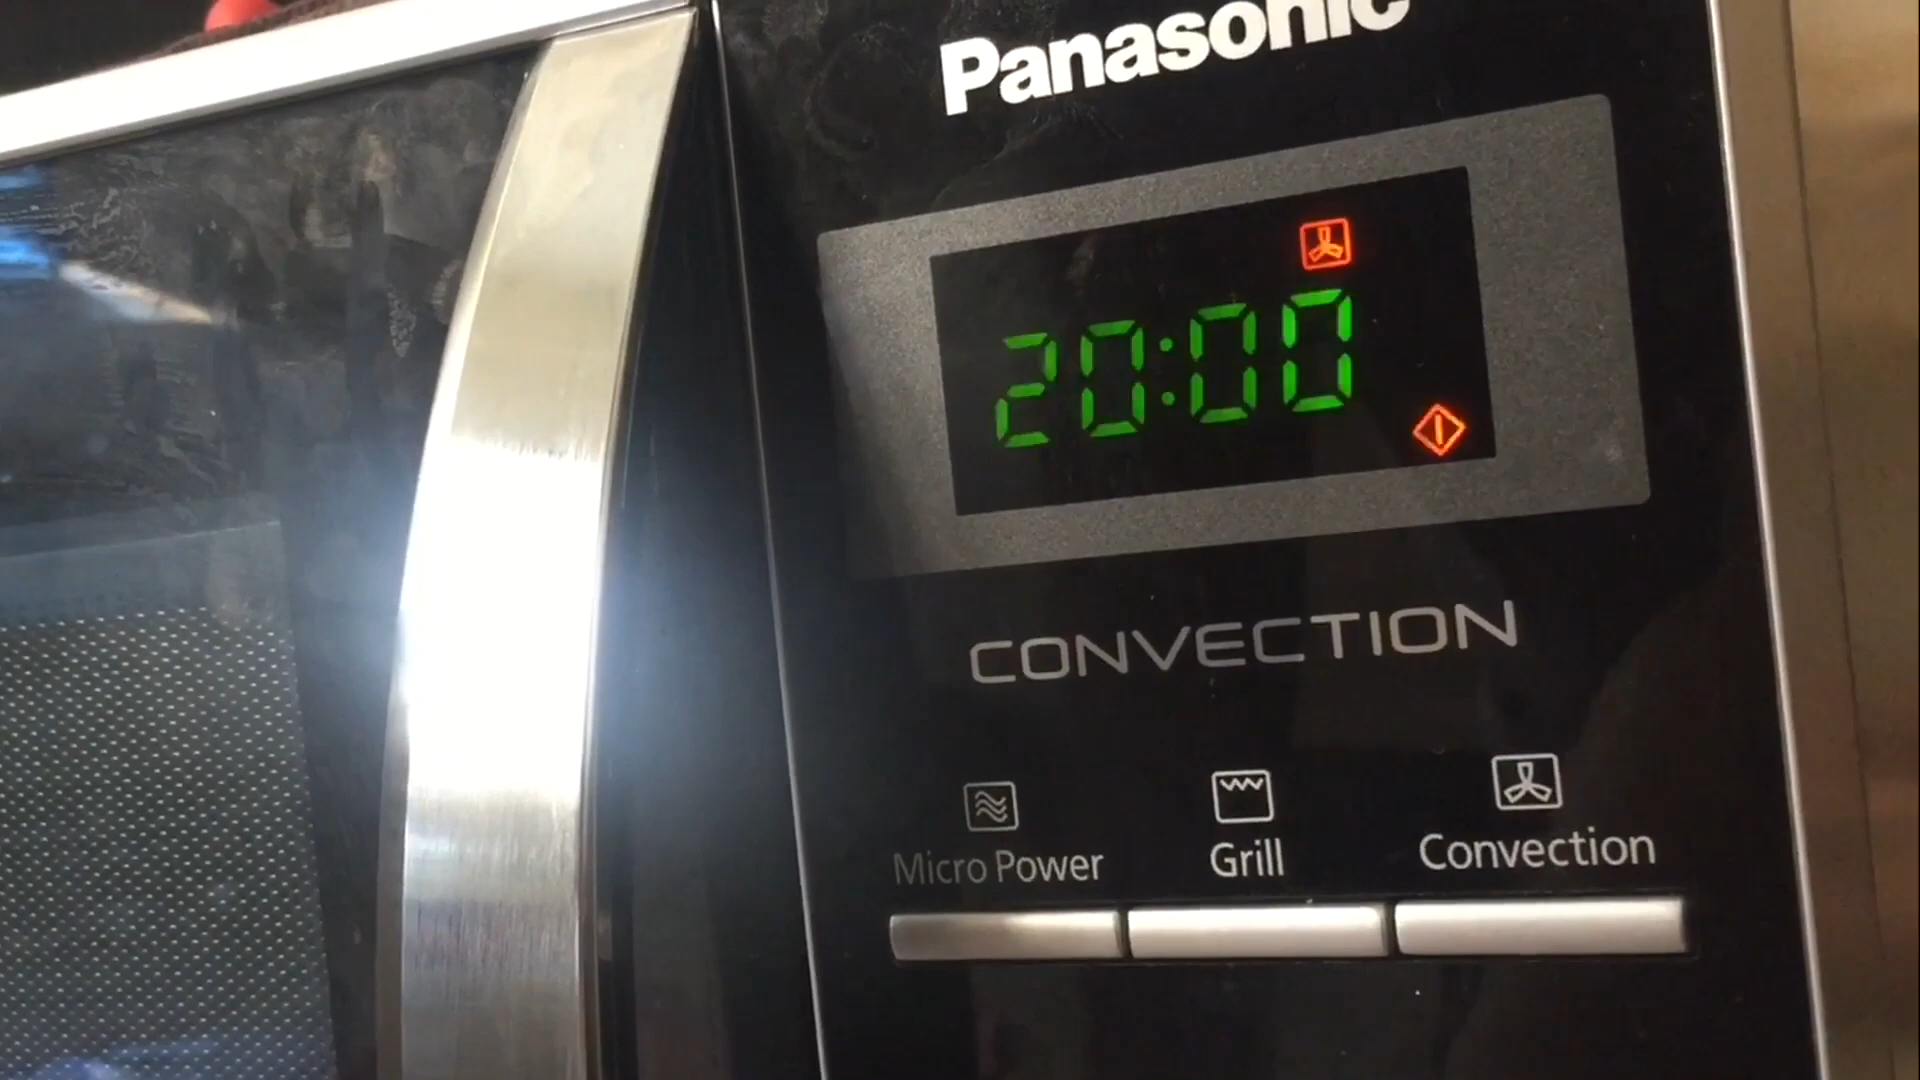 Panasonic
20:00
CONVECTION
Micro Power
Grill
Convection